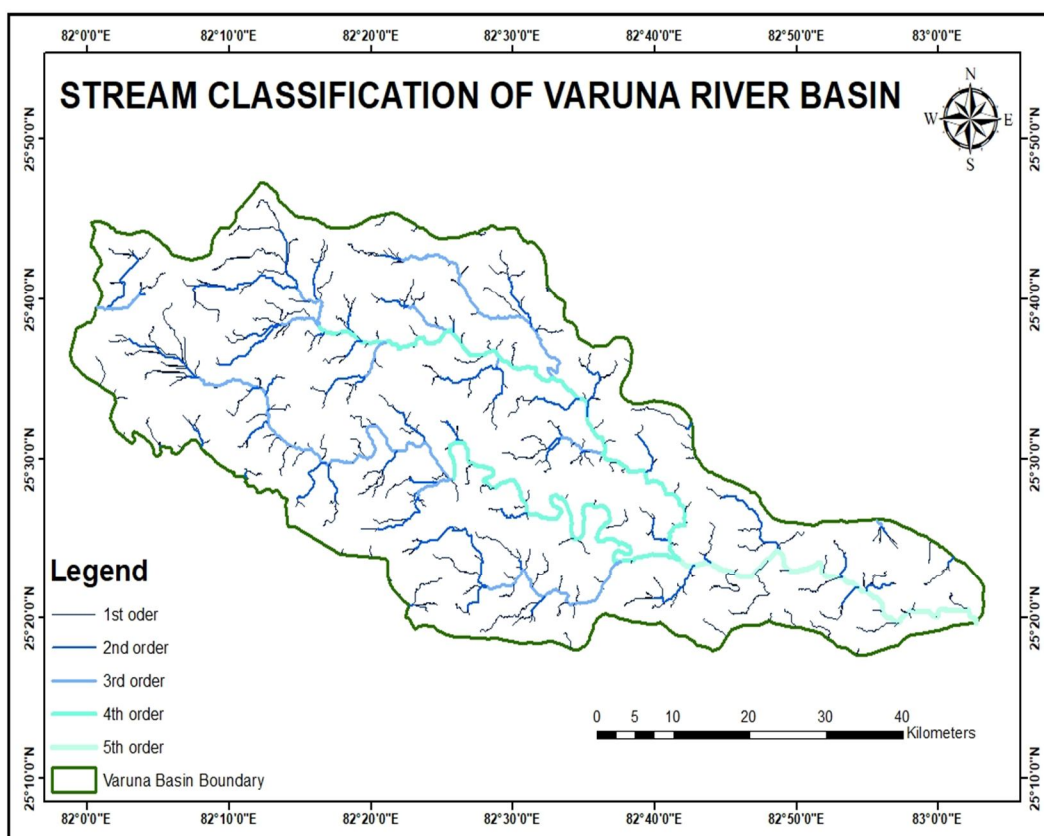 82°0'0"E 82°10'0"E 82°20'0"E 82°30'0"E 82°40'0"E 82°50'0"E 83°0'0"E
STREAM CLASSIFICATION OF VARUNA RIVER BASIN
N
W E
S
25°50'0"N 25°50'0"N
25°40'0"N 25°40'0"N
25°30'0"N 25°30'0"N
25°20'0"N 25°20'0"N
25°10'0"N 25°10'0"N
Legend
1st oder
2nd order
3rd order
4th order
5th order
Varuna Basin Boundary
0 5 10 20 30 40
Kilometers
82°0'0"E 82°10'0"E 82°20'0"E 82°30'0"E 82°40'0"E 82°50'0"E 83°0'0"E